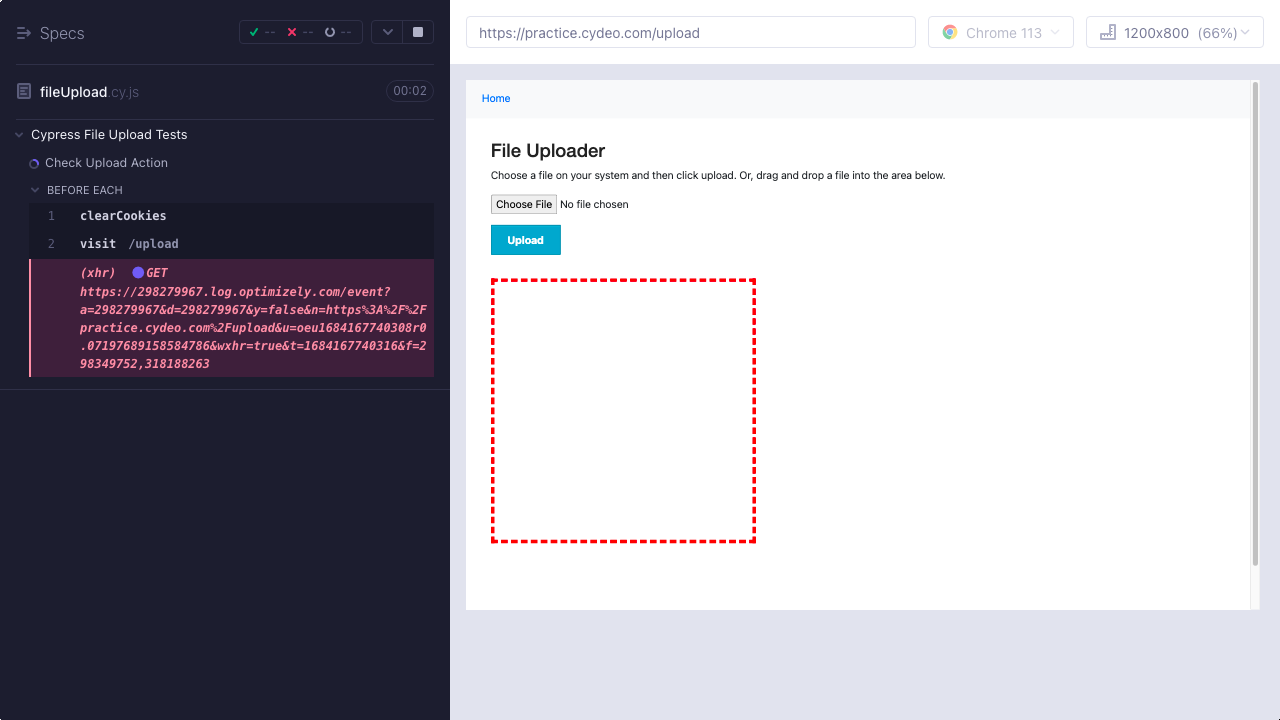 Specs
-- -- --
fileUpload.cy.js 00:02
Cypress File Upload Tests
Check Upload Action
BEFORE EACH
1 clearCookies
2 visit /upload
(xhr) GET
https://298279967.log.optimizely.com/event?
a=298279967&d=298279967&y=false&n=https%3A%2F%2F
practice.cydeo.com%2Fupload&u=oeu1684167740308r0
.07197689158584786&wxhr=true&t=1684167740316&f=2
98349752,318188263
https://practice.cydeo.com/upload
Chrome 113
1200x800 (66%)
Home
File Uploader
Choose a file on your system and then click upload. Or, drag and drop a file into the area below.
Choose File No file chosen
Upload